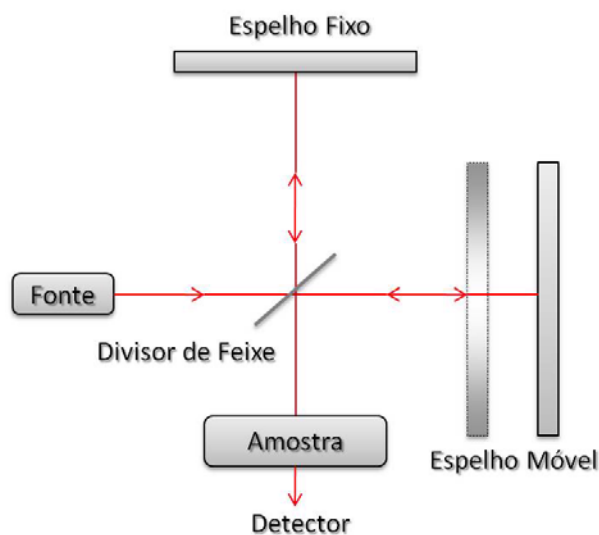 Espelho Fixo
Fonte
Divisor de Feixe
Amostra
Espelho Móvel
Detector